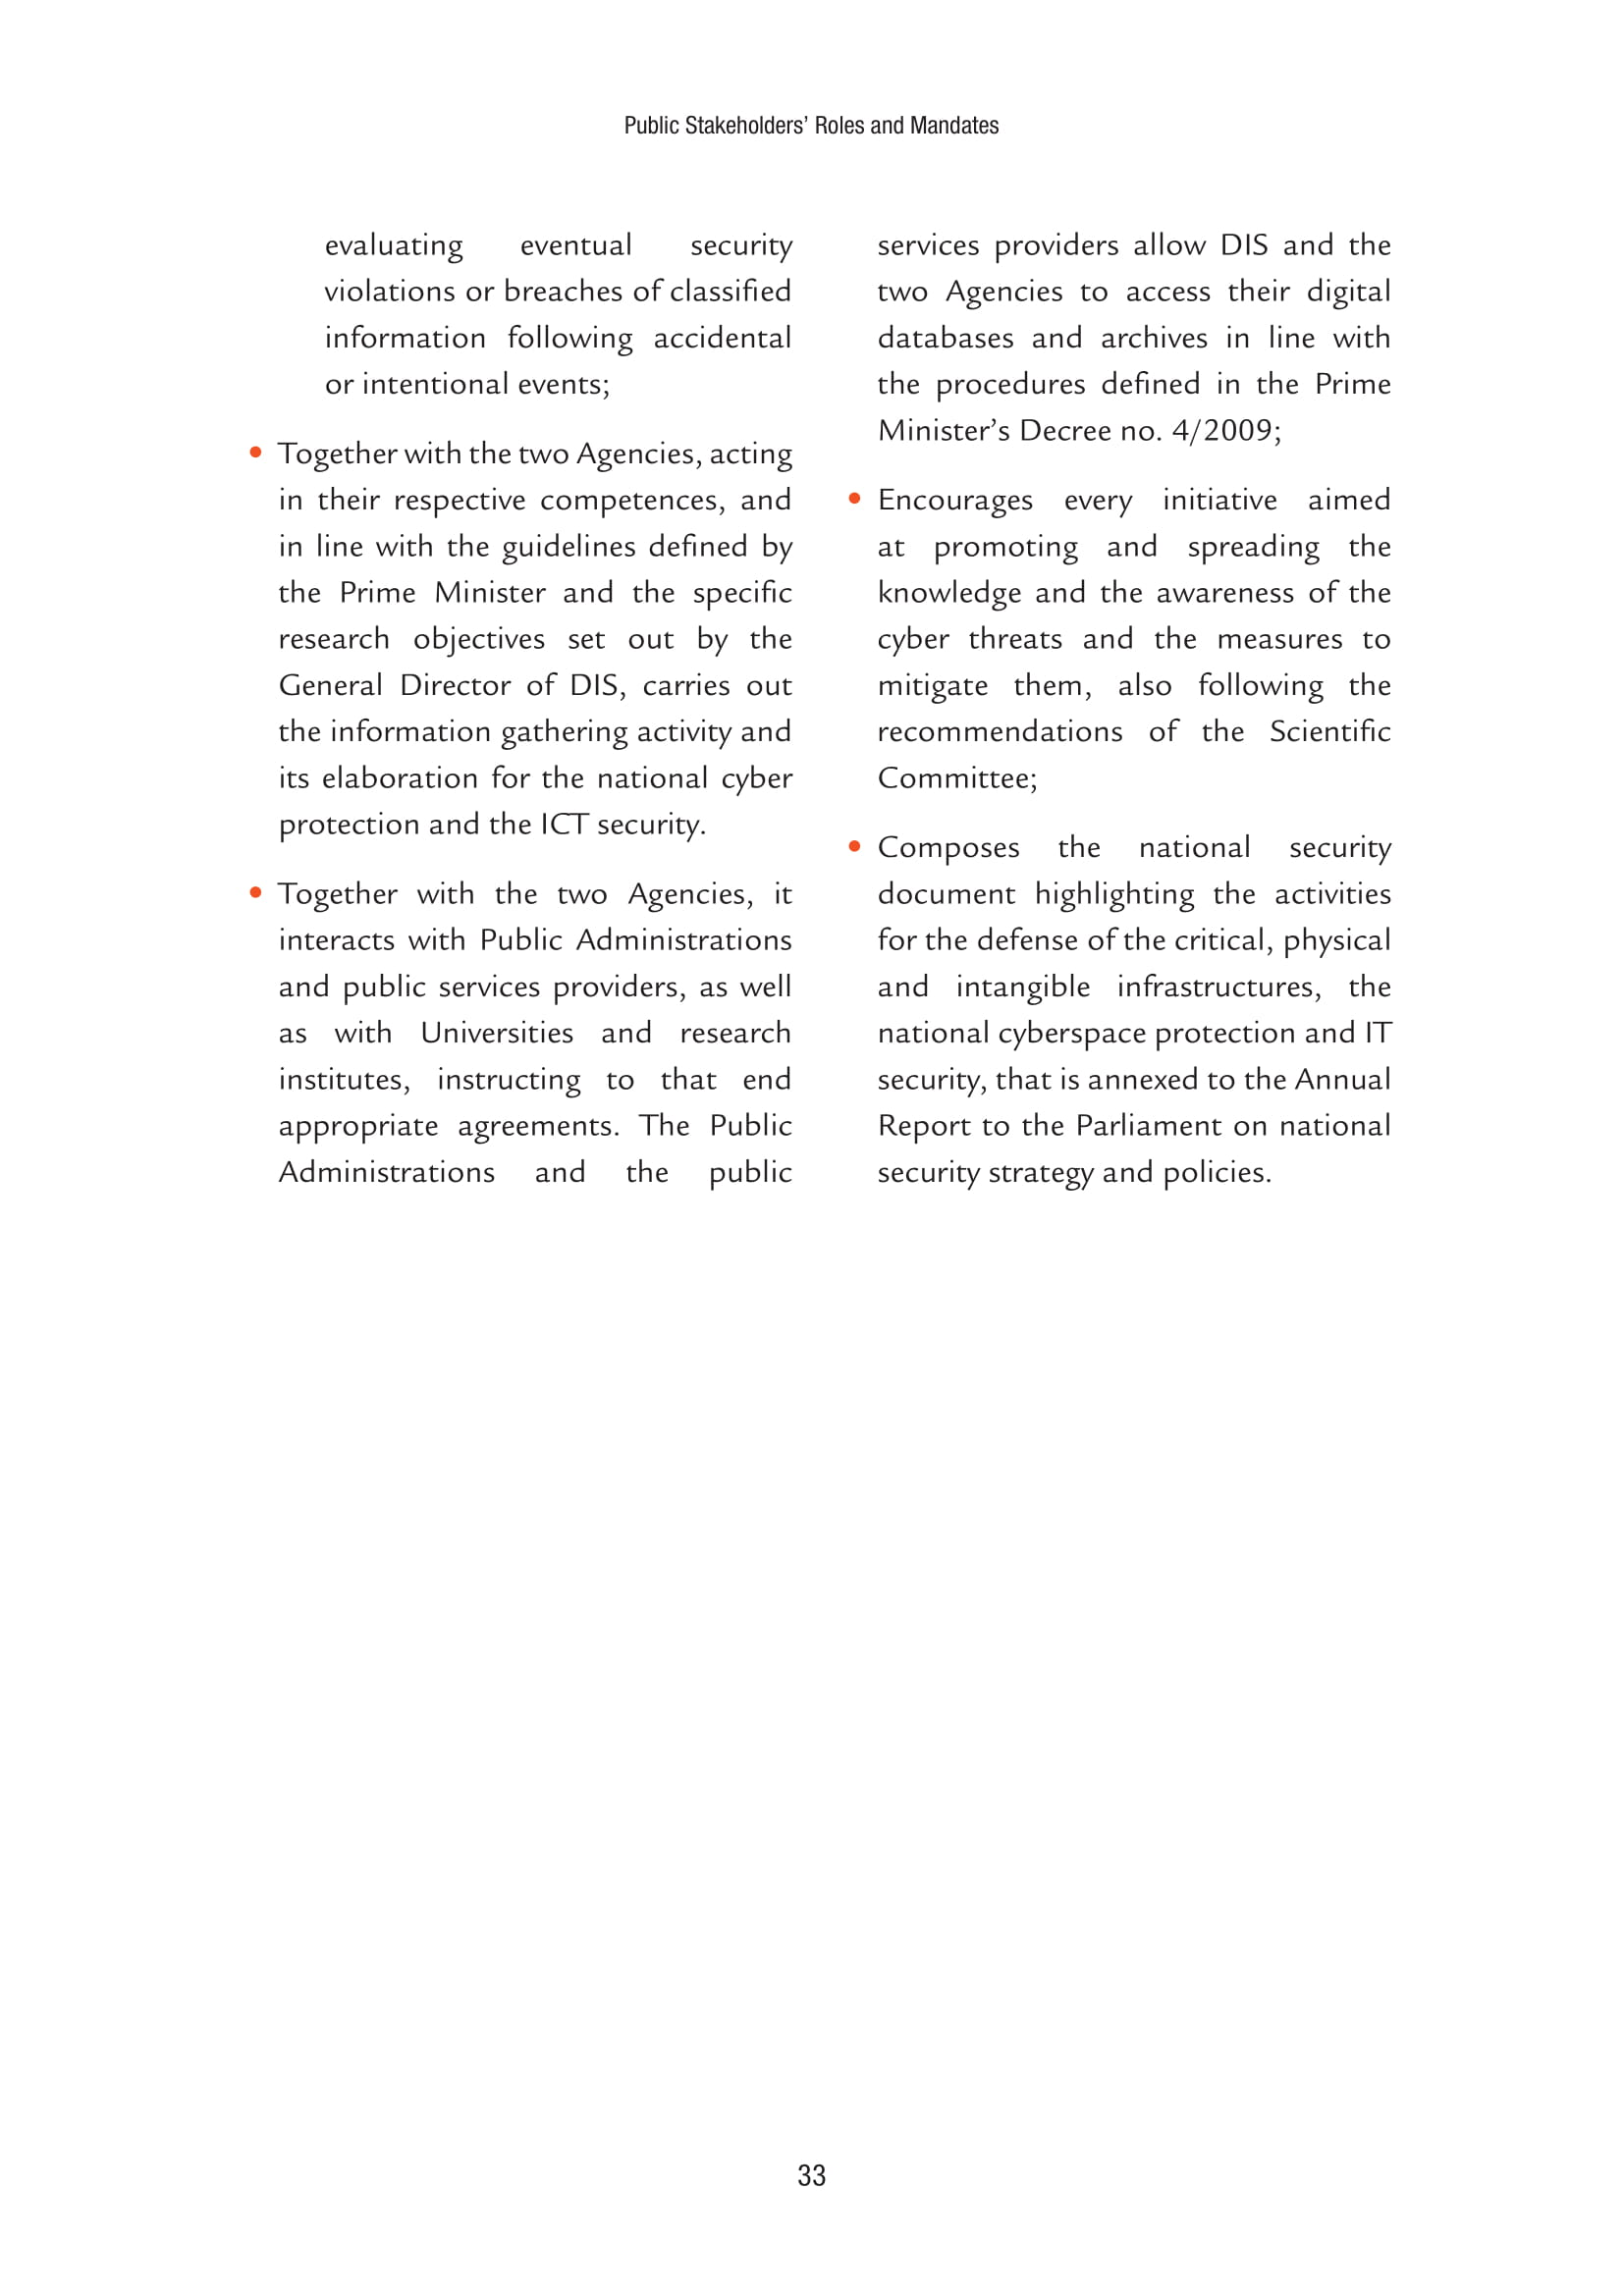 Public Stakeholders’ Roles and Mandates
evaluating eventual security
violations or breaches of classified
information following accidental
or intentional events;
• Together with the two Agencies, acting
in their respective competences, and
in line with the guidelines defined by
the Prime Minister and the specific
research objectives set out by the
General Director of DIS, carries out
the information gathering activity and
its elaboration for the national cyber
protection and the ICT security.
• Together with the two Agencies, it
interacts with Public Administrations
and public services providers, as well
as with Universities and research
institutes, instructing to that end
appropriate agreements. The Public
Administrations and the public
services providers allow DIS and the
two Agencies to access their digital
databases and archives in line with
the procedures defined in the Prime
Minister’s Decree no. 4/2009;
• Encourages every initiative aimed
at promoting and spreading the
knowledge and the awareness of the
cyber threats and the measures to
mitigate them, also following the
recommendations of the Scientific
Committee;
• Composes the national security
document highlighting the activities
for the defense of the critical, physical
and intangible infrastructures, the
national cyberspace protection and IT
security, that is annexed to the Annual
Report to the Parliament on national
security strategy and policies.
33